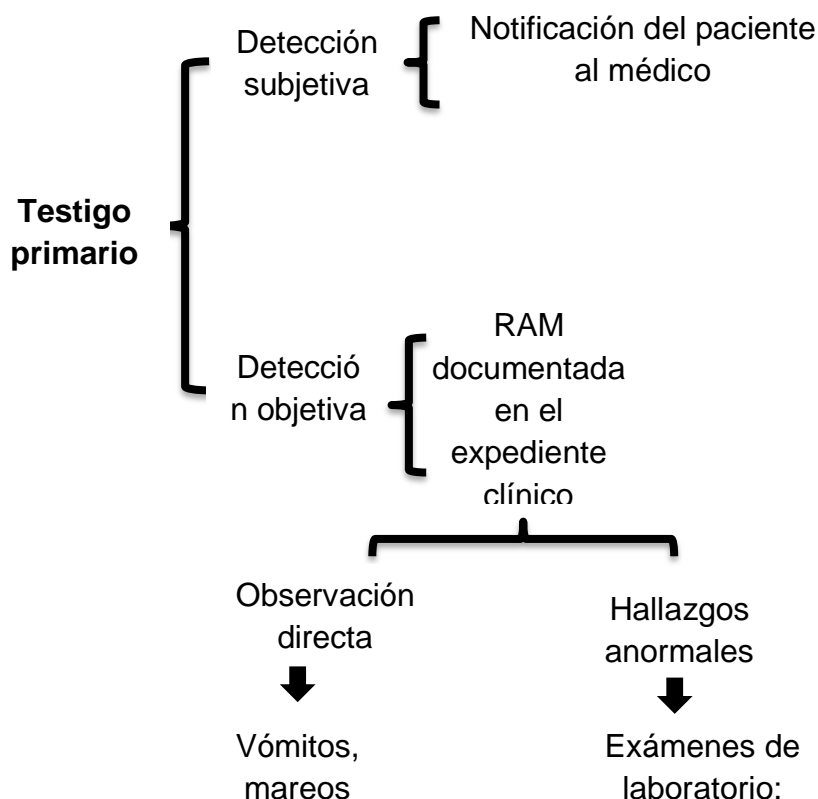 Detección
subjetiva
Notificación del paciente
al médico
Testigo
primario
Detecció
n objetiva
RAM
documentada
en el
expediente
clínico
Observación
directa
Hallazgos
anormales
Vómitos,
mareos
Exámenes de
laboratorio: